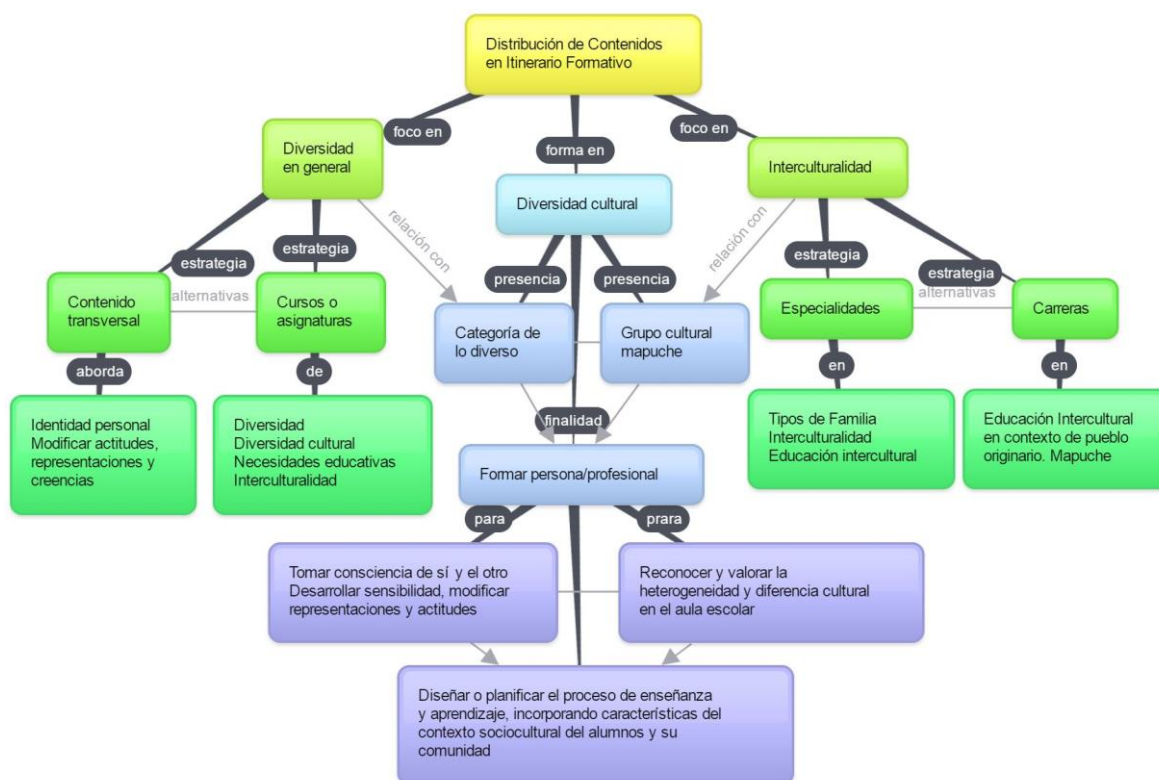 Distribución de Contenidos
en Itinerario Formativo
foco en
forma en
foco en
Diversidad
en general
Diversidad cultural
Interculturalidad
relación con
relación con
estrategia
estrategia
presencia
presencia
estrategia
estrategia
Contenido
transversal
alternativas
Cursos o
asignaturas
Categoría de
lo diverso
Grupo cultural
mapuche
Especialidades
alternativas
Carreras
aborda
de
en
en
Identidad personal
Modificar actitudes,
representaciones y
creencias
Diversidad
Diversidad cultural
Necesidades educativas
Interculturalidad
finalidad
Tipos de Familia
Interculturalidad
Educación intercultural
Educación Intercultural
en contexto de pueblo
originario. Mapuche
Formar persona/profesional
para
prara
Tomar consciencia de sí y el otro
Desarrollar sensibilidad, modificar
representaciones y actitudes
Reconocer y valorar la
heterogeneidad y diferencia cultural
en el aula escolar
Diseñar o planificar el proceso de enseñanza
y aprendizaje, incorporando características del
contexto sociocultural del alumnos y su
comunidad